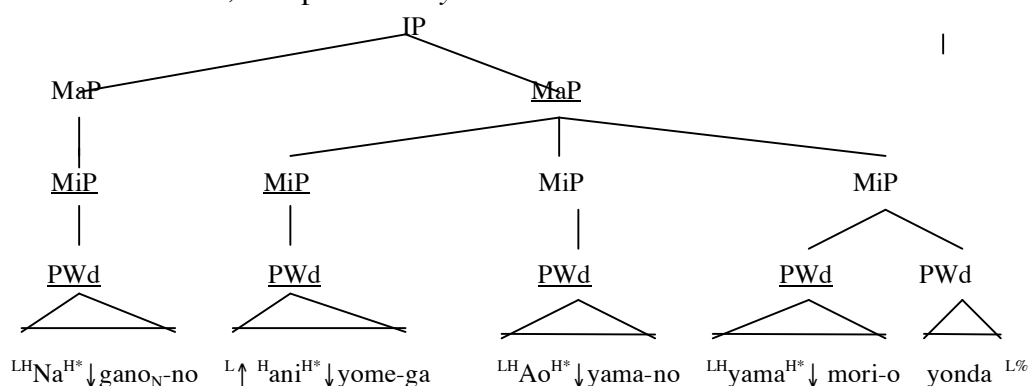 IP
MaP MaP
MiP MiP MiP MiP
PWd PWd PWd PWd PWd
LHNaH*↓ganoN-no L↑ HaniH*↓yome-ga LHAoH*↓yama-no LHyamaH*↓ mori-o yonda L%